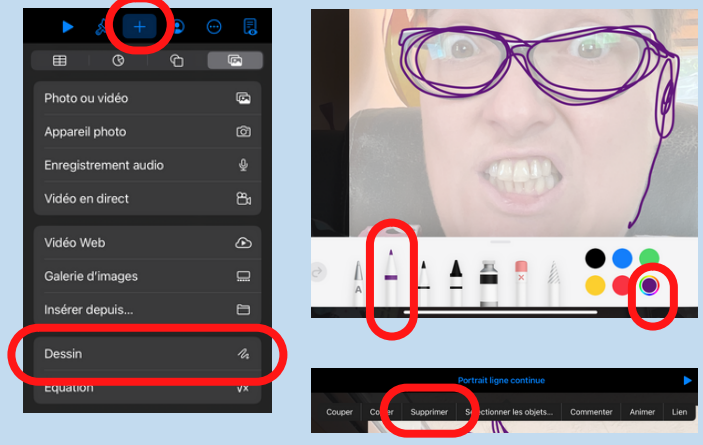 Photo ou vidéo
Appareil photo
Enregistrement audio
Vidéo en direct
Vidéo Web
Galerie d'images
Insérer depuis...
Dessin
Equation
√x
A
Portrait ligne continue
Couper Copier Supprimer Sélectionner les objets... Commenter Animer Lien